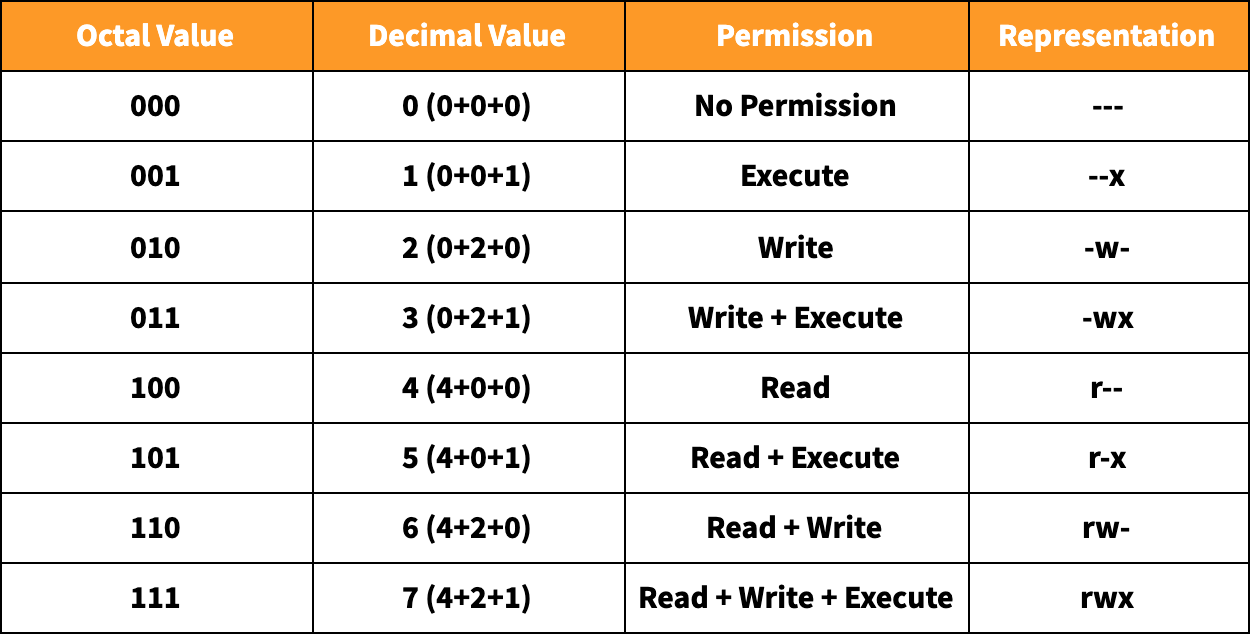 Octal Value Decimal Value Permission Representation
000 0 (0+0+0) No Permission ---
001 1 (0+0+1) Execute --x
010 2 (0+2+0) Write -w-
011 3 (0+2+1) Write + Execute -wx
100 4 (4+0+0) Read r--
101 5 (4+0+1) Read + Execute r-x
110 6 (4+2+0) Read + Write rw-
111 7 (4+2+1) Read + Write + Execute rwx